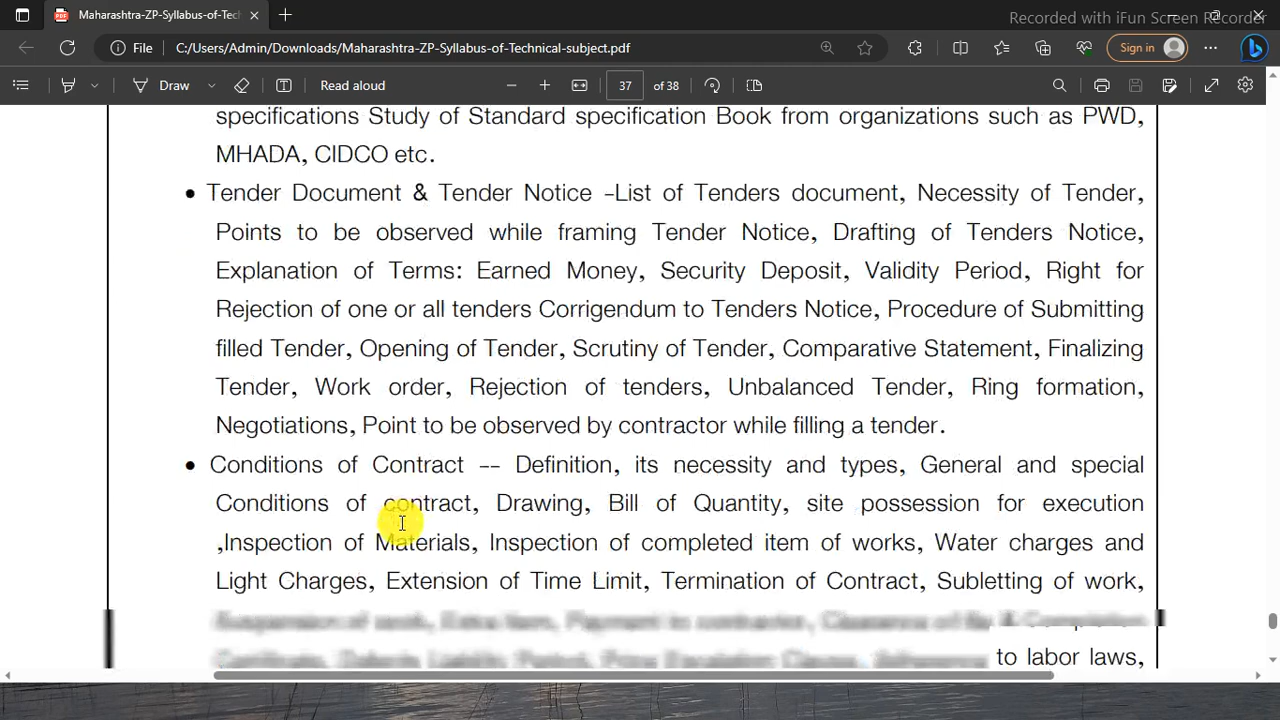 Maharashtra-ZP-Syllabus-of-Tech
Recorded with iFun Screen Recorder
File
C:/Users/Admin/Downloads/Maharashtra-ZP-Syllabus-of-Technical-subject.pdf
Sign in
Draw
Read aloud
37 of 38
specifications Study of Standard specification Book from organizations such as PWD,
MHADA, CIDCO etc.
• Tender Document & Tender Notice -List of Tenders document, Necessity of Tender,
Points to be observed while framing Tender Notice, Drafting of Tenders Notice,
Explanation of Terms: Earned Money, Security Deposit, Validity Period, Right for
Rejection of one or all tenders Corrigendum to Tenders Notice, Procedure of Submitting
filled Tender, Opening of Tender, Scrutiny of Tender, Comparative Statement, Finalizing
Tender, Work order, Rejection of tenders, Unbalanced Tender, Ring formation,
Negotiations, Point to be observed by contractor while filling a tender.
• Conditions of Contract -- Definition, its necessity and types, General and special
Conditions of contract, Drawing, Bill of Quantity, site possession for execution
,Inspection of Materials, Inspection of completed item of works, Water charges and
Light Charges, Extension of Time Limit, Termination of Contract, Subletting of work,
to labor laws,